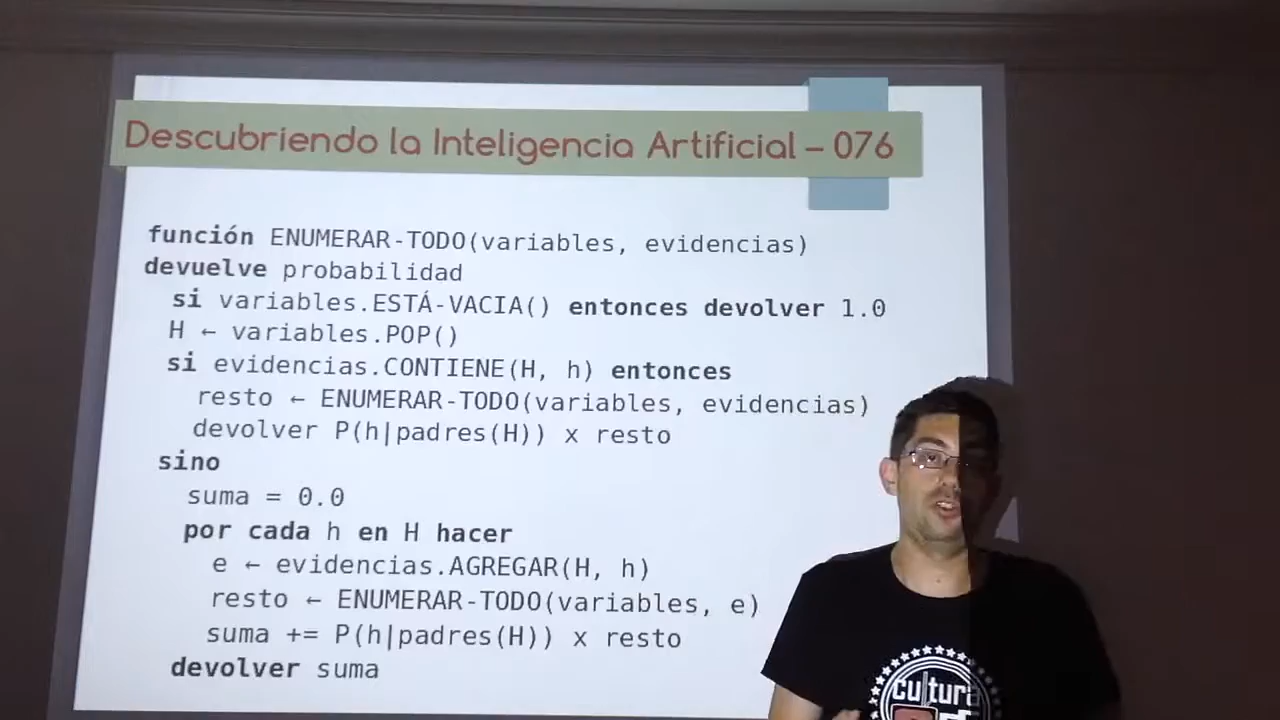 Descubriendo la Inteligencia Artificial – 076
función ENUMERAR-TODO(variables, evidencias)
devuelve probabilidad
si variables.ESTÁ-VACIA() entonces devolver 1.0
H ← variables.POP()
si evidencias.CONTIENE(H, h) entonces
resto ← ENUMERAR-TODO(variables, evidencias)
devolver P(h|padres(H)) x resto
sino
suma = 0.0
por cada h en H hacer
e ← evidencias.AGREGAR(H, h)
resto ← ENUMERAR-TODO(variables, e)
suma += P(h|padres(H)) x resto
devolver suma
cultura